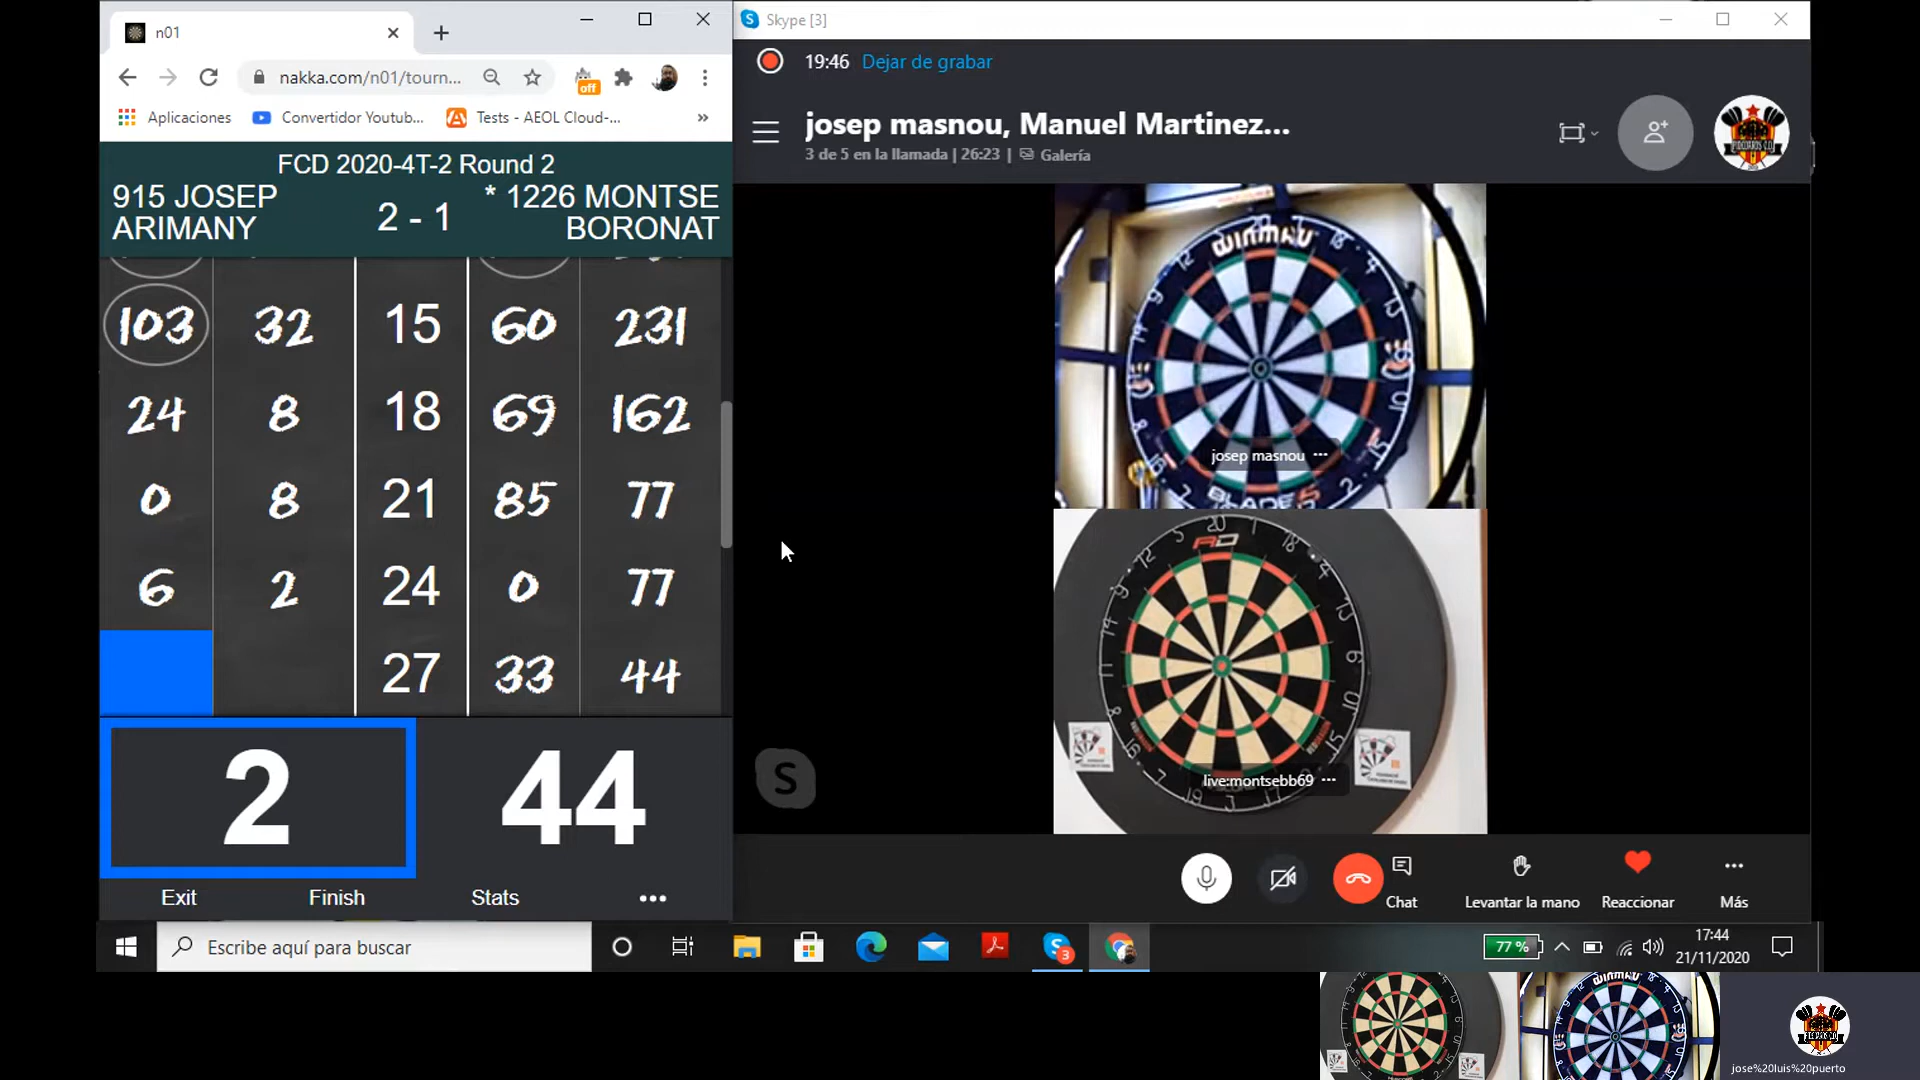 n01
nakka.com/n01/tourn...
off
Aplicaciones
Convertidor Youtub...
Tests - AEOL Cloud-...
»
FCD 2020-4T-2 Round 2
915 JOSEP ARIMANY
2 - 1
* 1226 MONTSE BORONAT
103 32 15 60 231
24 8 18 69 162
0 8 21 85 77
6 2 24 0 77
27 33 44
2
44
Exit
Finish
Stats
Skype [3]
19:46 Dejar de grabar
josep masnou, Manuel Martinez...
3 de 5 en la llamada | 26:23 | Galería
WINMAU
BLADE 5
josep masnou
live:montsebb69
Chat
Levantar la mano
Reaccionar
Más
Escribe aquí para buscar
3
77 %
17:44
21/11/2020
jose%20luis%20puerto